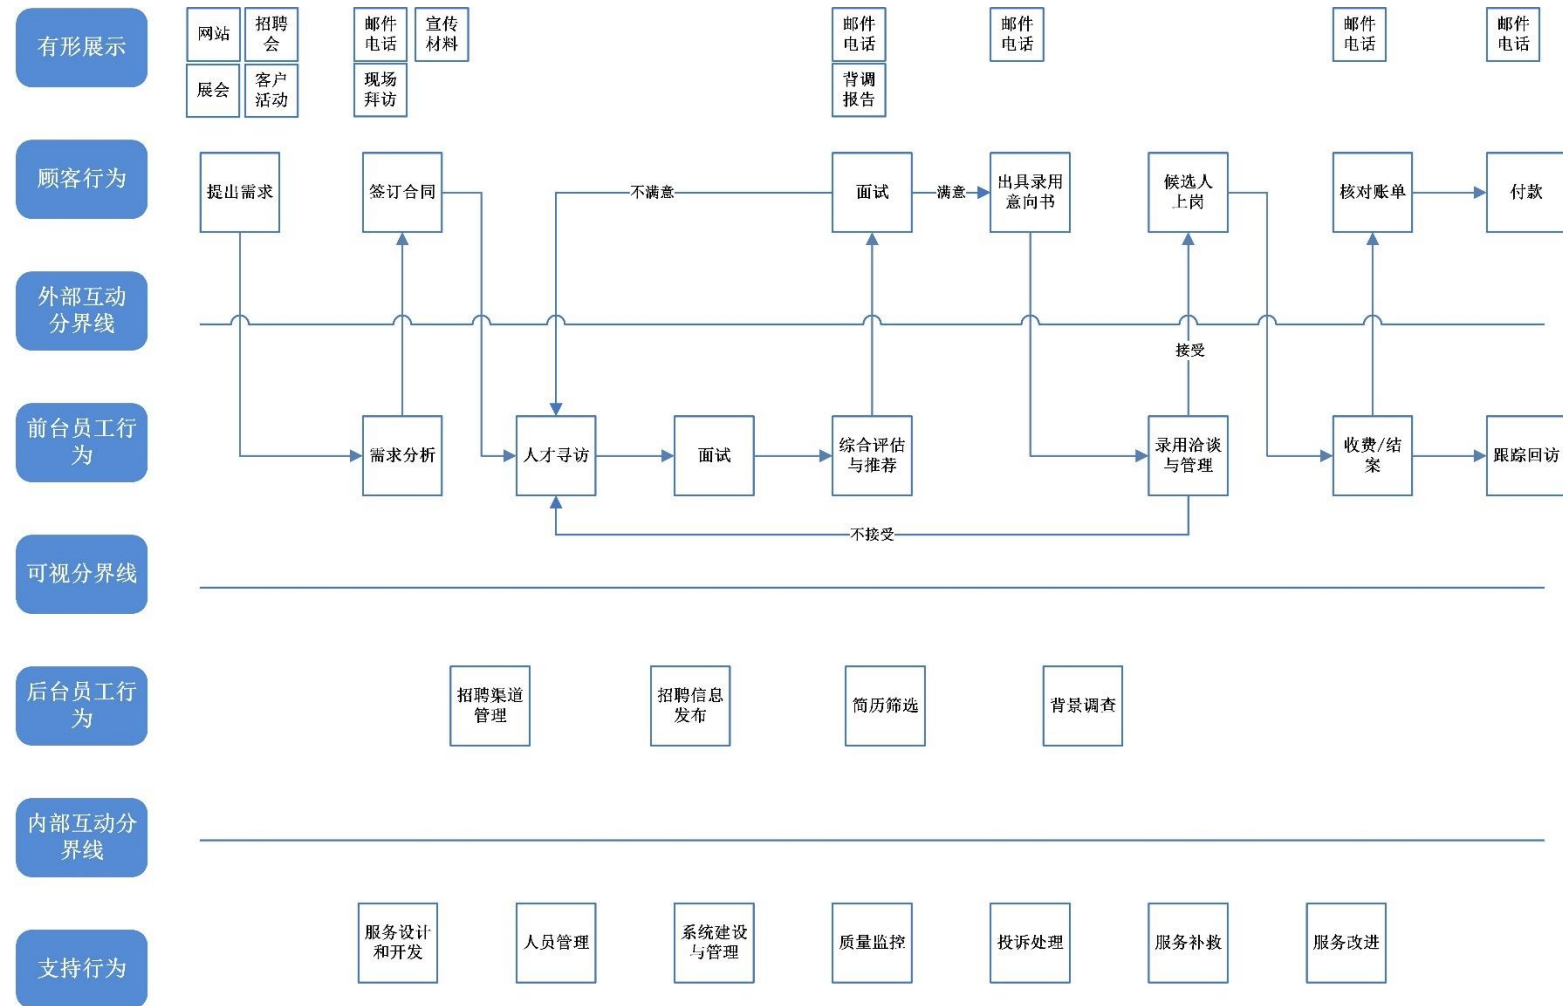 有形展示
网站
招聘
会
邮件
电话
宣传
材料
邮件
电话
邮件
电话
邮件
电话
邮件
电话
展会
客户
活动
现场
拜访
背调
报告
顾客行为
提出需求
签订合同
不满意
面试
满意
出具录用
意向书
候选人
上岗
核对账单
付款
外部互动
分界线
接受
前台员工行
为
需求分析
人才寻访
面试
综合评估
与推荐
录用洽谈
与管理
收费/结
案
跟踪回访
不接受
可视分界线
后台员工行
为
招聘渠道
管理
招聘信息
发布
简历筛选
背景调查
内部互动分
界线
支持行为
服务设计
和开发
人员管理
系统建设
与管理
质量监控
投诉处理
服务补救
服务改进